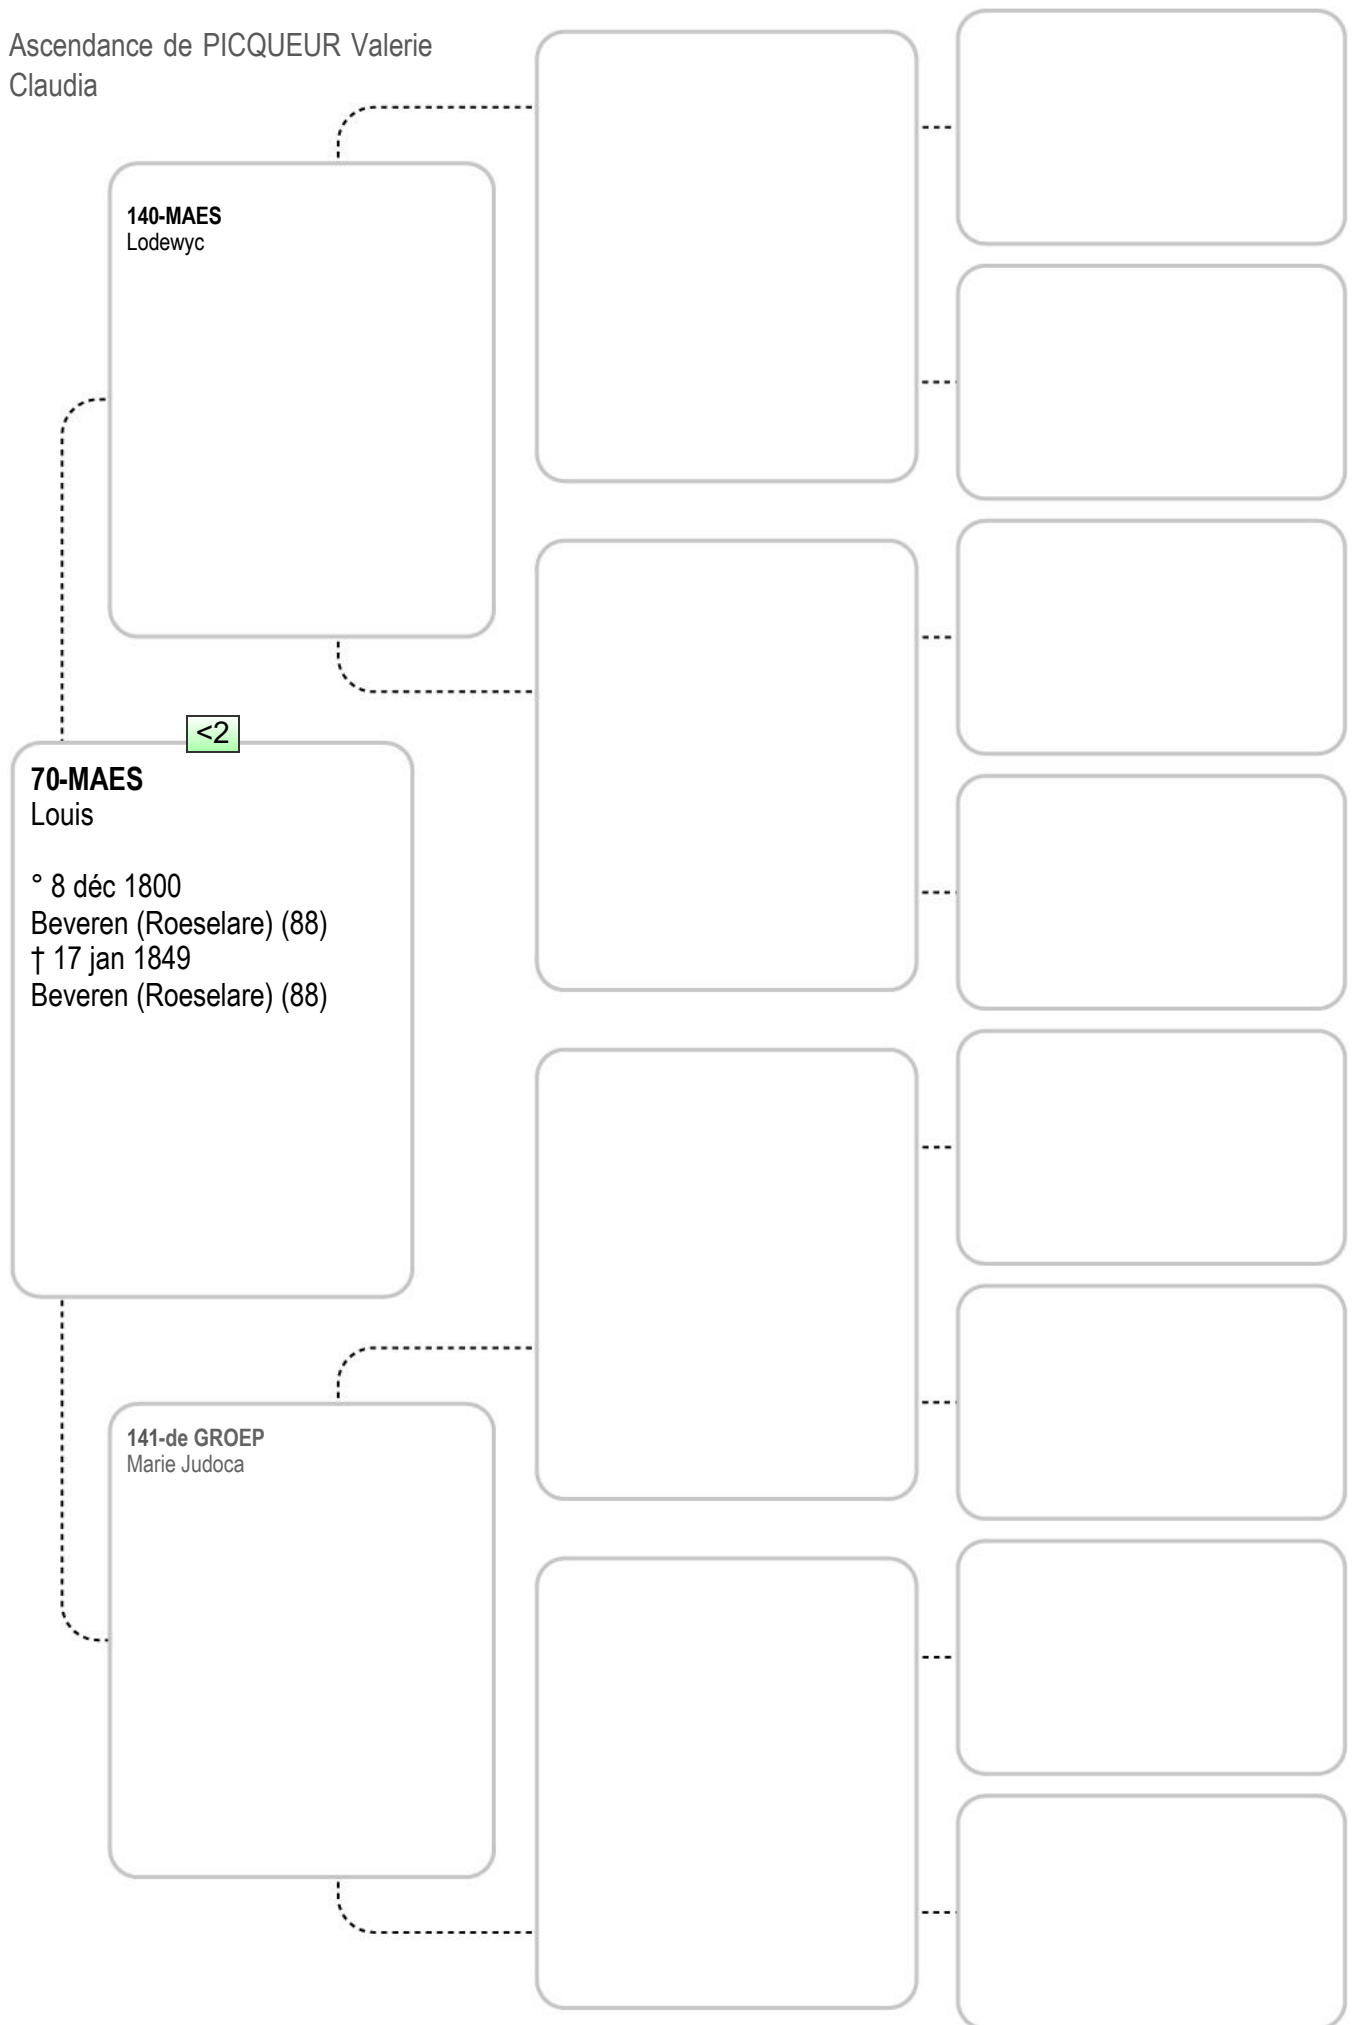 Ascendance de PICQUEUR Valerie
Claudia
140-MAES
Lodewyc
<2
70-MAES
Louis
° 8 déc 1800
Beveren (Roeselare) (88)
† 17 jan 1849
Beveren (Roeselare) (88)
141-de GROEP
Marie Judoca